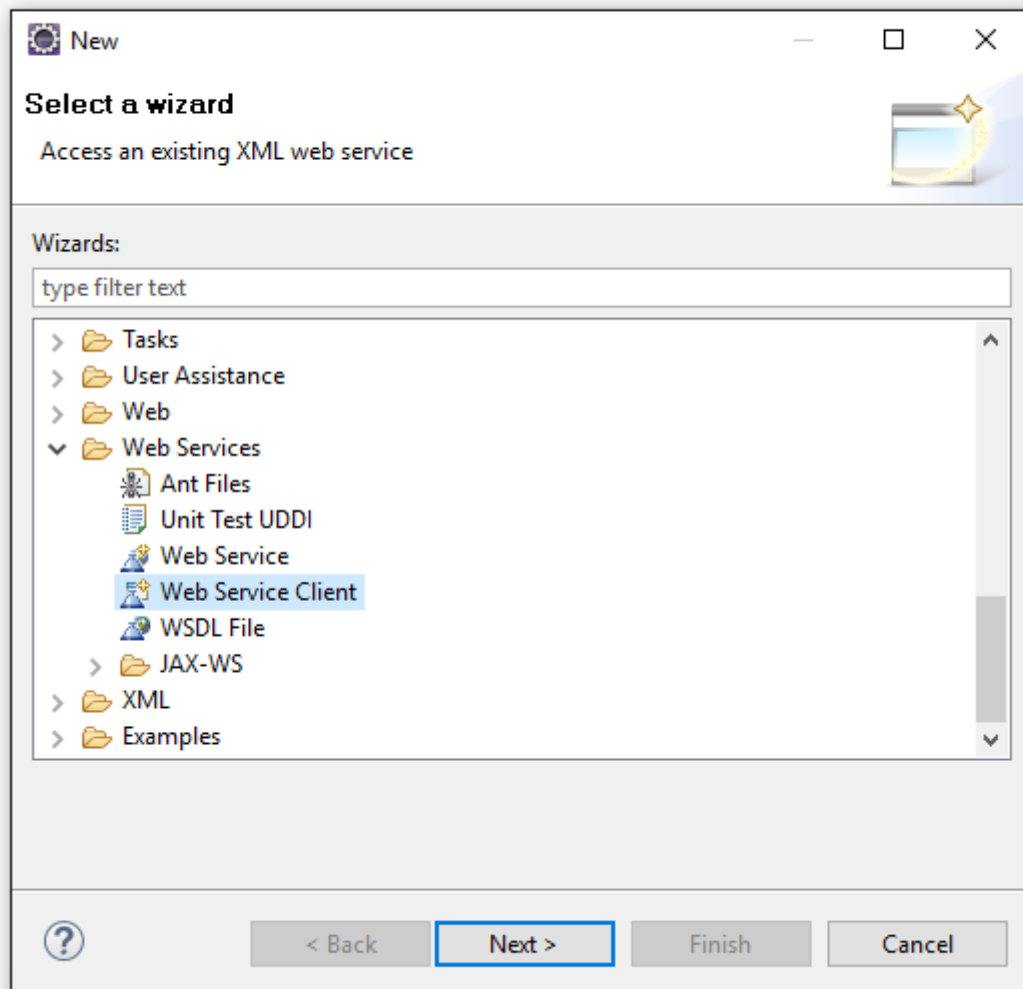 New
Select a wizard
Access an existing XML web service
Wizards:
type filter text
Tasks
User Assistance
Web
Web Services
Ant Files
Unit Test UDDI
Web Service
Web Service Client
WSDL File
JAX-WS
XML
Examples
?
< Back Next > Finish Cancel